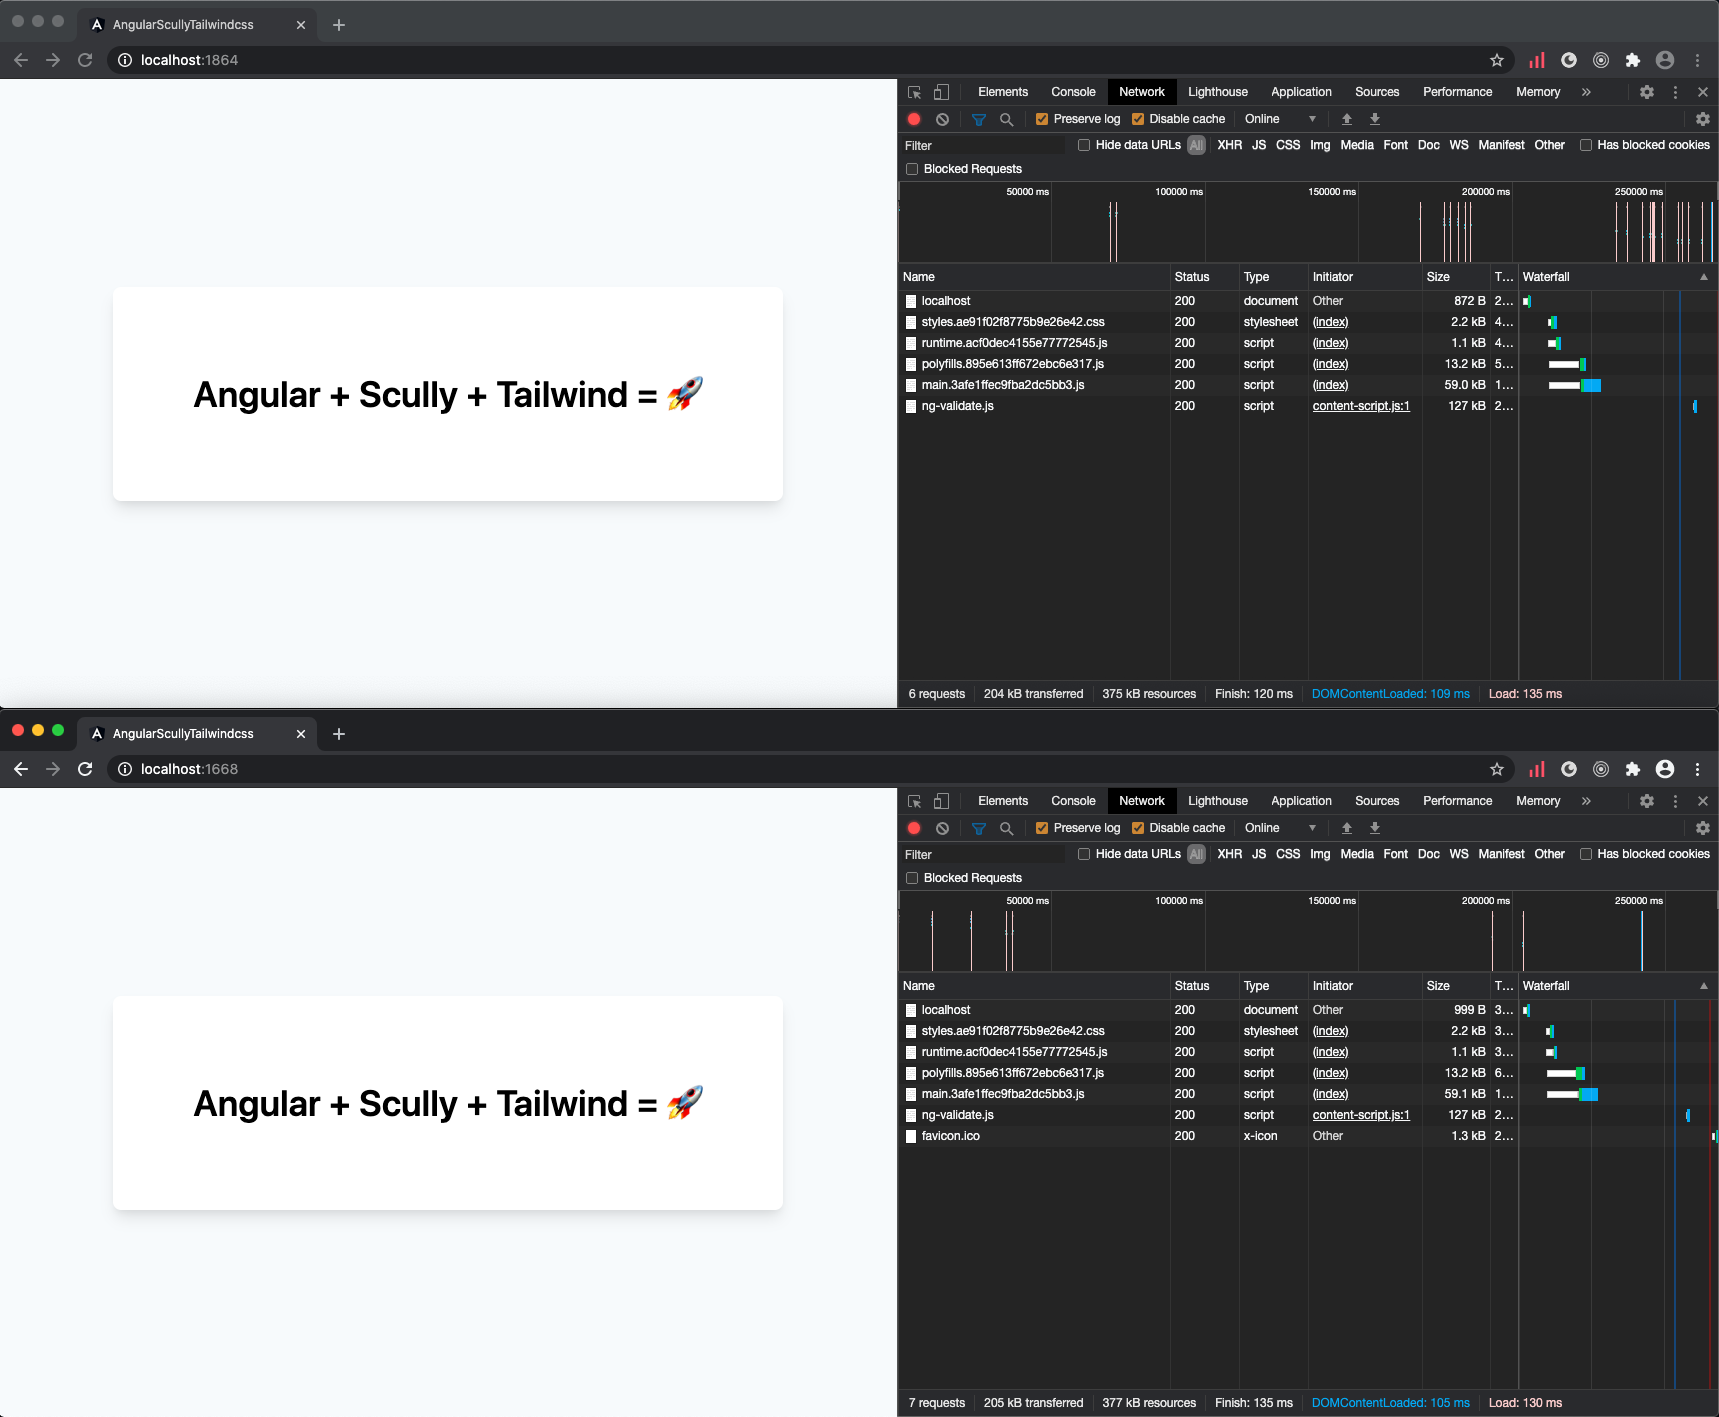 AngularScullyTailwindcss
localhost:1864
Elements Console Network Lighthouse Application Sources Performance Memory »
Preserve log Disable cache Online
Filter Hide data URLs All XHR JS CSS Img Media Font Doc WS Manifest Other Has blocked cookies
Blocked Requests
50000 ms 100000 ms 150000 ms 200000 ms 250000 ms
Name Status Type Initiator Size T... Waterfall
localhost 200 document Other 872 B 2...
styles.ae91f02f8775b9e26e42.css 200 stylesheet (index) 2.2 kB 4...
runtime.acf0dec4155e77772545.js 200 script (index) 1.1 kB 4...
polyfills.895e613ff672ebc6e317.js 200 script (index) 13.2 kB 5...
main.3afe1ffec9fba2dc5bb3.js 200 script (index) 59.0 kB 1...
ng-validate.js 200 script content-script.js:1 127 kB 2...
Angular + Scully + Tailwind = 🚀
6 requests 204 kB transferred 375 kB resources Finish: 120 ms DOMContentLoaded: 109 ms Load: 135 ms
AngularScullyTailwindcss
localhost:1668
Elements Console Network Lighthouse Application Sources Performance Memory »
Preserve log Disable cache Online
Filter Hide data URLs All XHR JS CSS Img Media Font Doc WS Manifest Other Has blocked cookies
Blocked Requests
50000 ms 100000 ms 150000 ms 200000 ms 250000 ms
Name Status Type Initiator Size T... Waterfall
localhost 200 document Other 999 B 3...
styles.ae91f02f8775b9e26e42.css 200 stylesheet (index) 2.2 kB 3...
runtime.acf0dec4155e77772545.js 200 script (index) 1.1 kB 3...
polyfills.895e613ff672ebc6e317.js 200 script (index) 13.2 kB 6...
main.3afe1ffec9fba2dc5bb3.js 200 script (index) 59.1 kB 1...
ng-validate.js 200 script content-script.js:1 127 kB 2...
favicon.ico 200 x-icon Other 1.3 kB 2...
Angular + Scully + Tailwind = 🚀
7 requests 205 kB transferred 377 kB resources Finish: 135 ms DOMContentLoaded: 105 ms Load: 130 ms